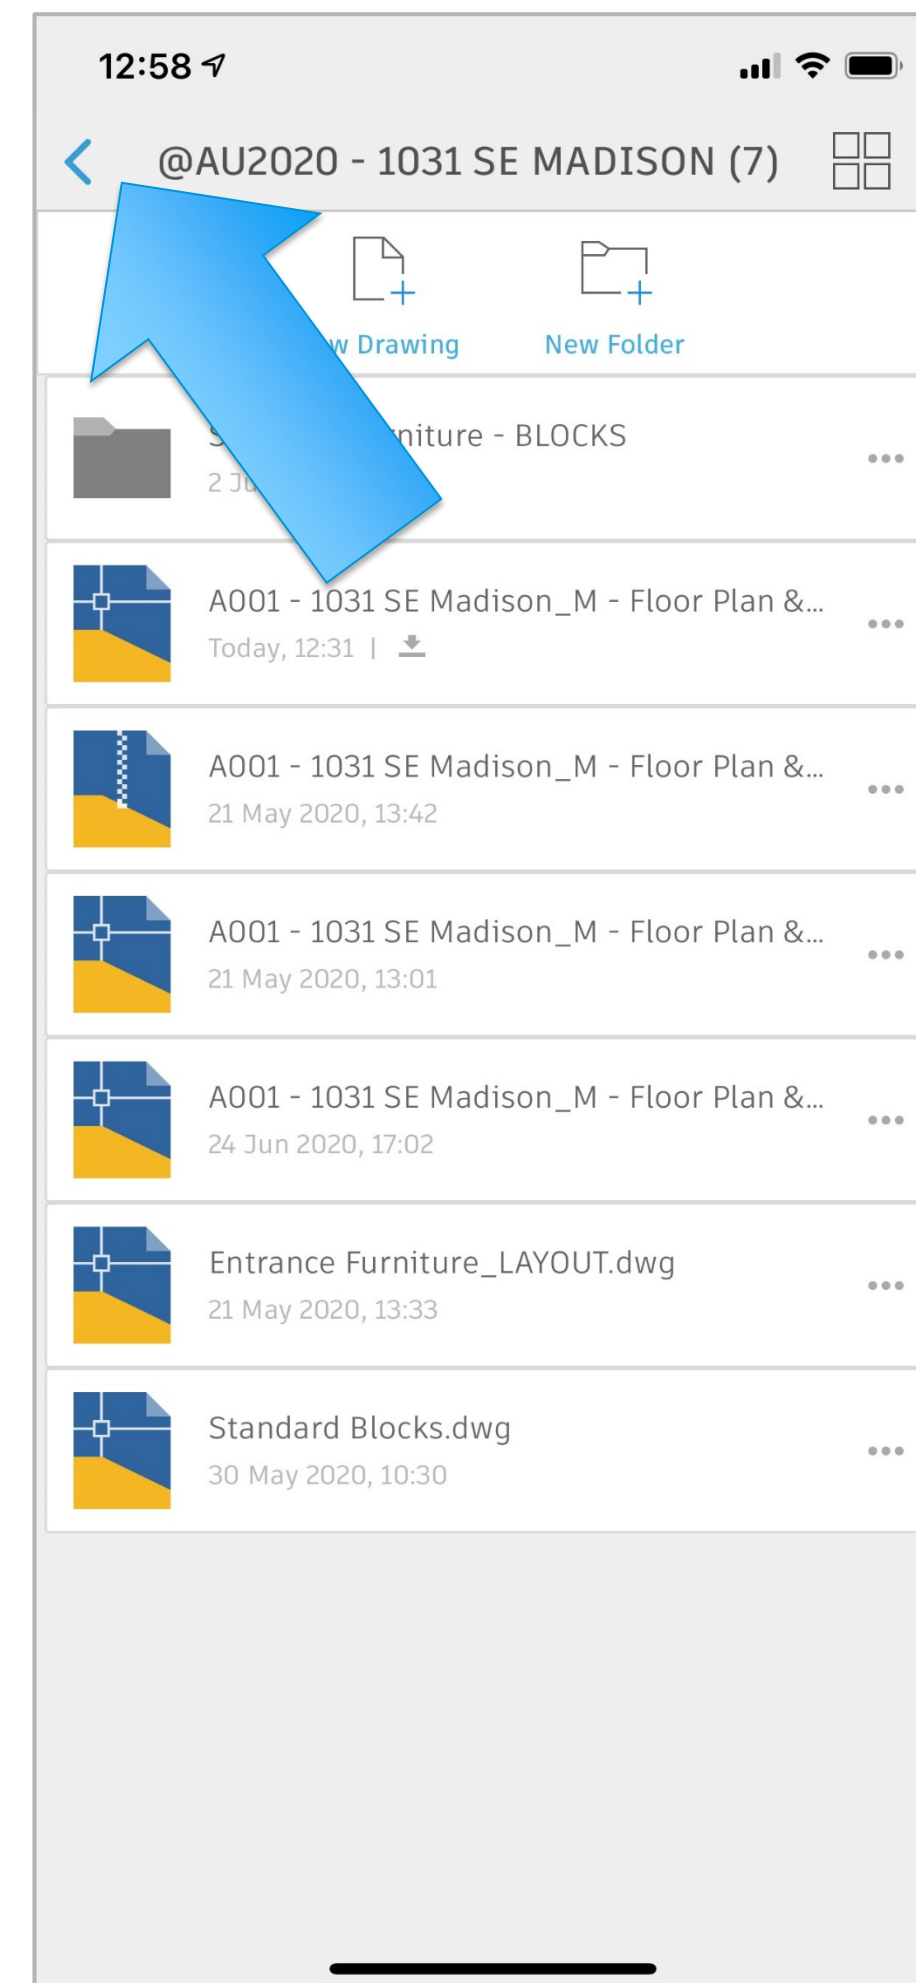 12:58
@AU2020 - 1031 SE MADISON (7)
Drawing
New Folder
- BLOCKS
A001 - 1031 SE Madison_M - Floor Plan &...
Today, 12:31 |
A001 - 1031 SE Madison_M - Floor Plan &...
21 May 2020, 13:42
A001 - 1031 SE Madison_M - Floor Plan &...
21 May 2020, 13:01
A001 - 1031 SE Madison_M - Floor Plan &...
24 Jun 2020, 17:02
Entrance Furniture_LAYOUT.dwg
21 May 2020, 13:33
Standard Blocks.dwg
30 May 2020, 10:30